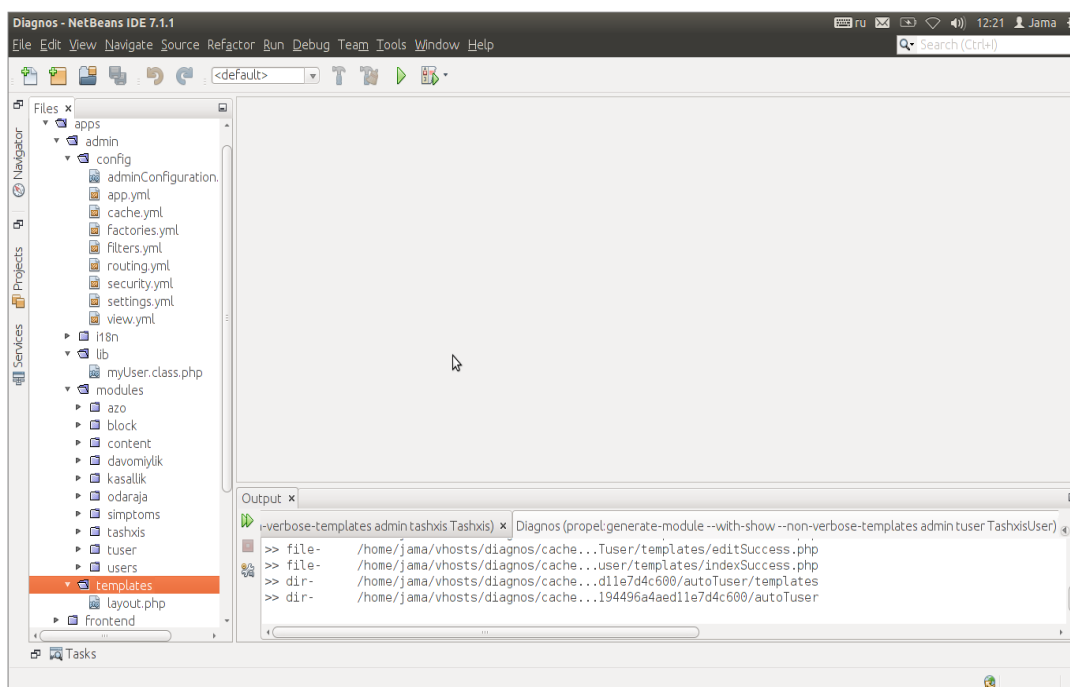 Diagnos - NetBeans IDE 7.1.1
ru
12:21
Jama
File Edit View Navigate Source Refactor Run Debug Team Tools Window Help
Search (Ctrl+I)
<default>
Files
Navigator
Projects
Services
apps
admin
config
adminConfiguration.
app.yml
cache.yml
factories.yml
filters.yml
routing.yml
security.yml
settings.yml
view.yml
i18n
lib
myUser.class.php
modules
azo
block
content
davomiylik
kasallik
odaraja
simptoms
tashxis
tuser
users
templates
layout.php
frontend
Output
-verbose-templates admin tashxis Tashxis)
Diagnos (propel:generate-module --with-show --non-verbose-templates admin tuser TashxisUser)
>> file- /home/jama/vhosts/diagnos/cache...Tuser/templates/editSuccess.php
>> file- /home/jama/vhosts/diagnos/cache...user/templates/indexSuccess.php
>> dir- /home/jama/vhosts/diagnos/cache...d11e7d4c600/autoTuser/templates
>> dir- /home/jama/vhosts/diagnos/cache...194496a4aed11e7d4c600/autoTuser
Tasks